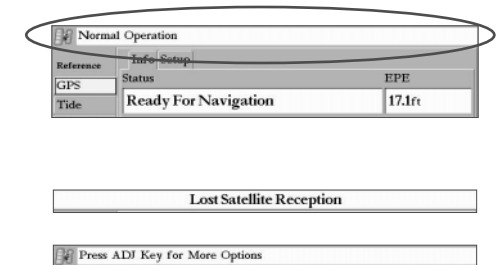 Normal Operation
Reference
Info Setup
Status EPE
GPS
Ready For Navigation 17.1ft
Tide
Lost Satellite Reception
Press ADJ Key for More Options